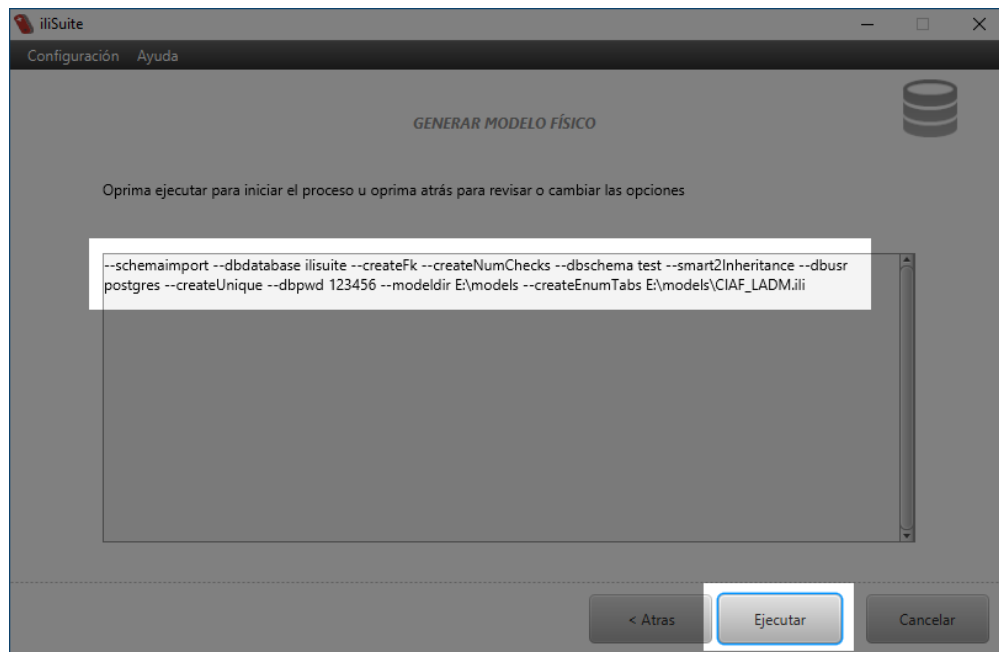 iliSuite
Configuración Ayuda
GENERAR MODELO FÍSICO
Oprima ejecutar para iniciar el proceso u oprima atrás para revisar o cambiar las opciones
--schemaimport --dbdatabase ilisuite --createFk --createNumChecks --dbschema test --smart2Inheritance --dbusr
postgres --createUnique --dbpwd 123456 --modeldir E:\models --createEnumTabs E:\models\CIAF_LADM.ili
< Atras Ejecutar Cancelar